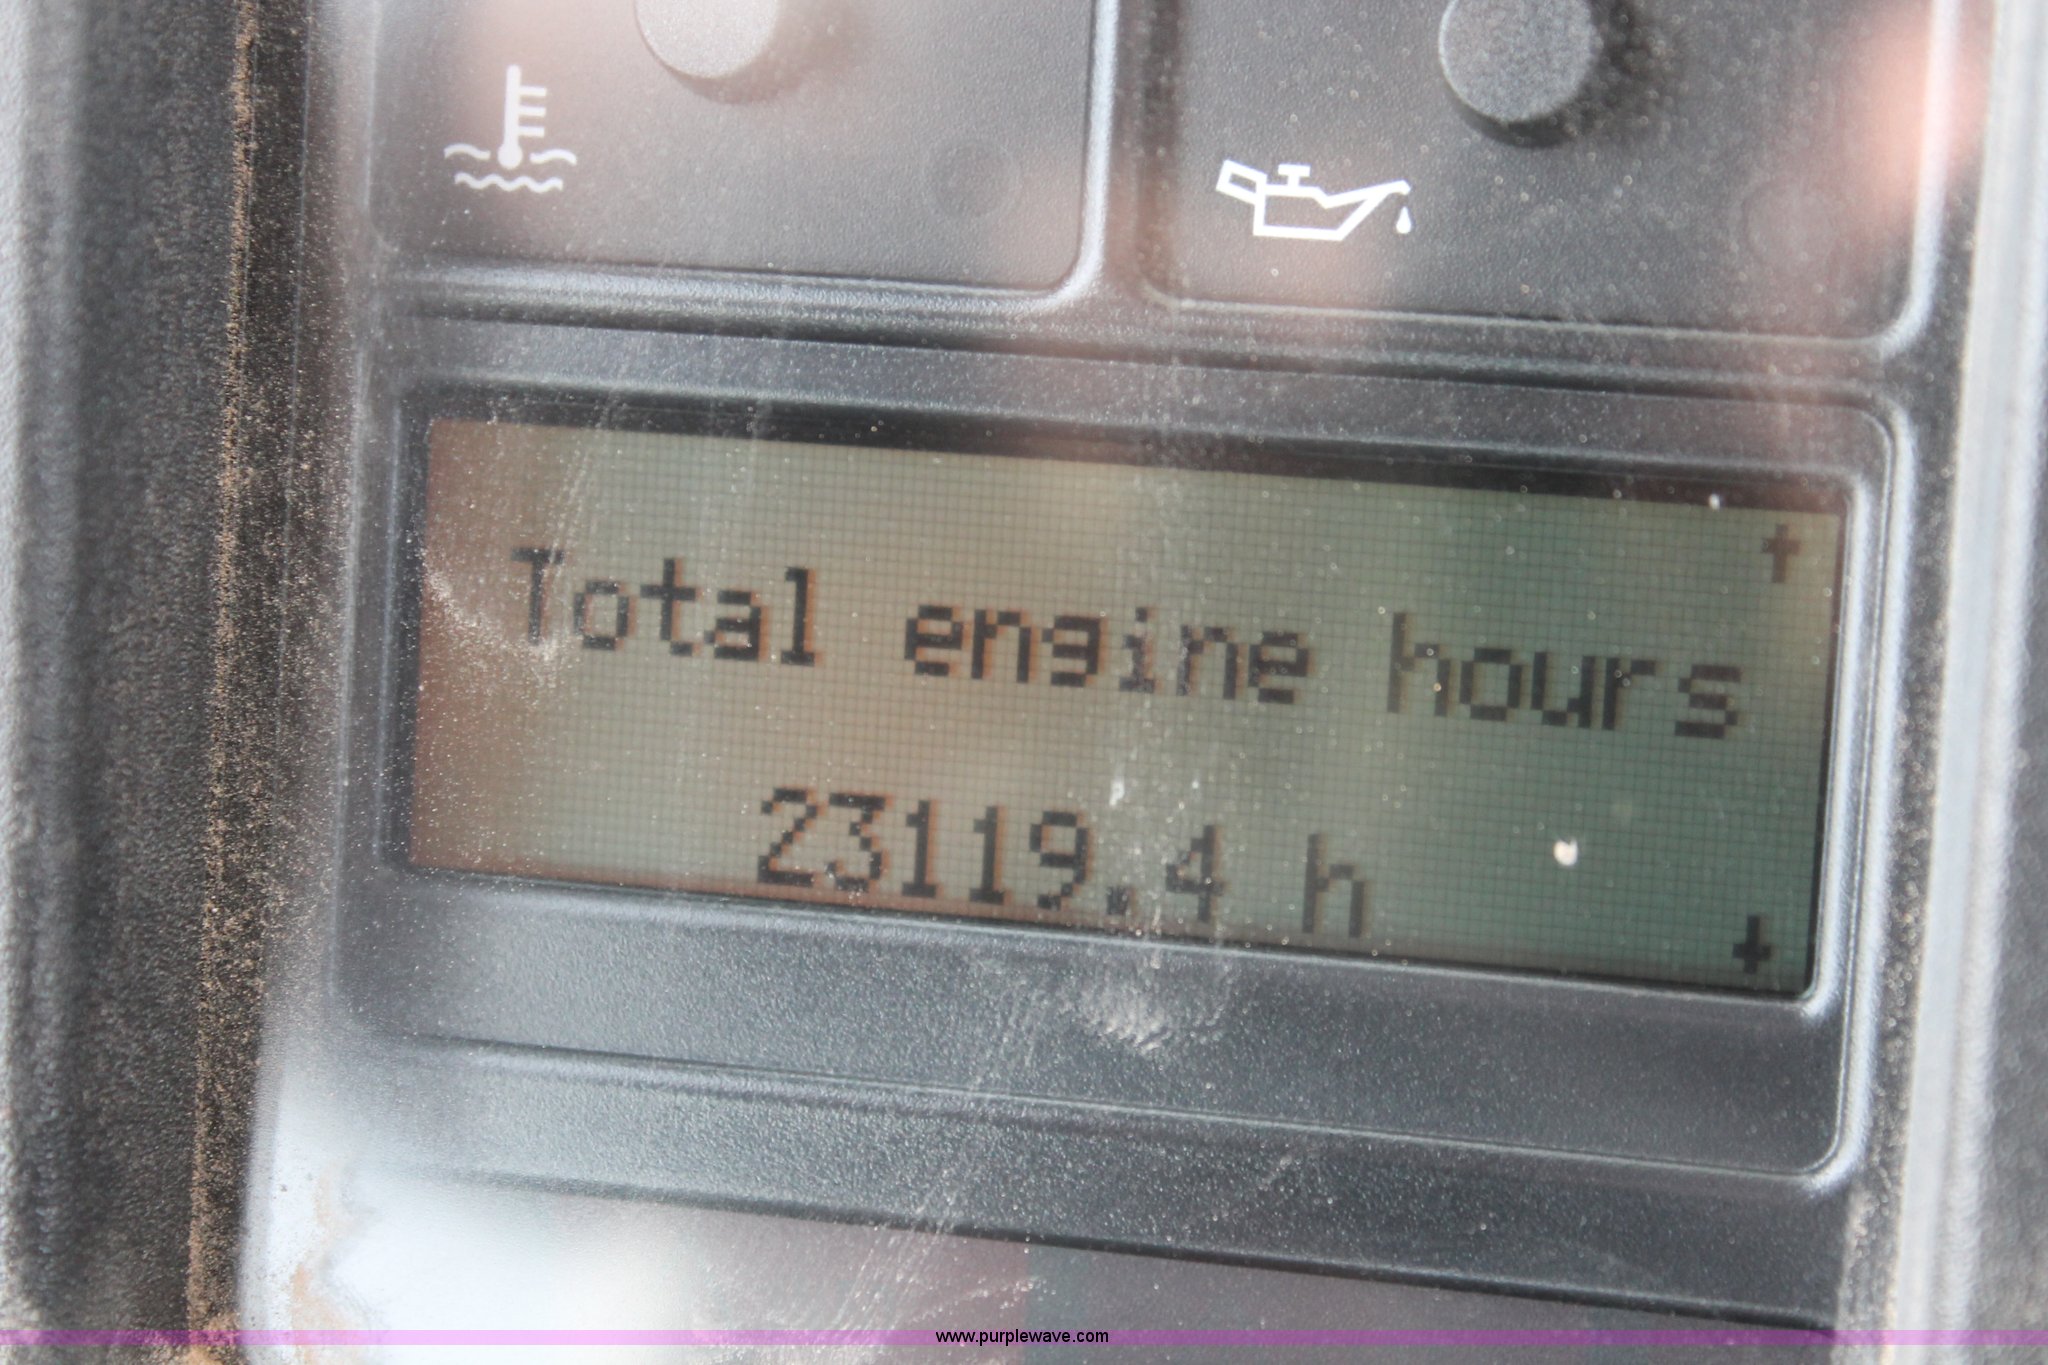 Total engine hours
23119.4 h
www.purplewave.com